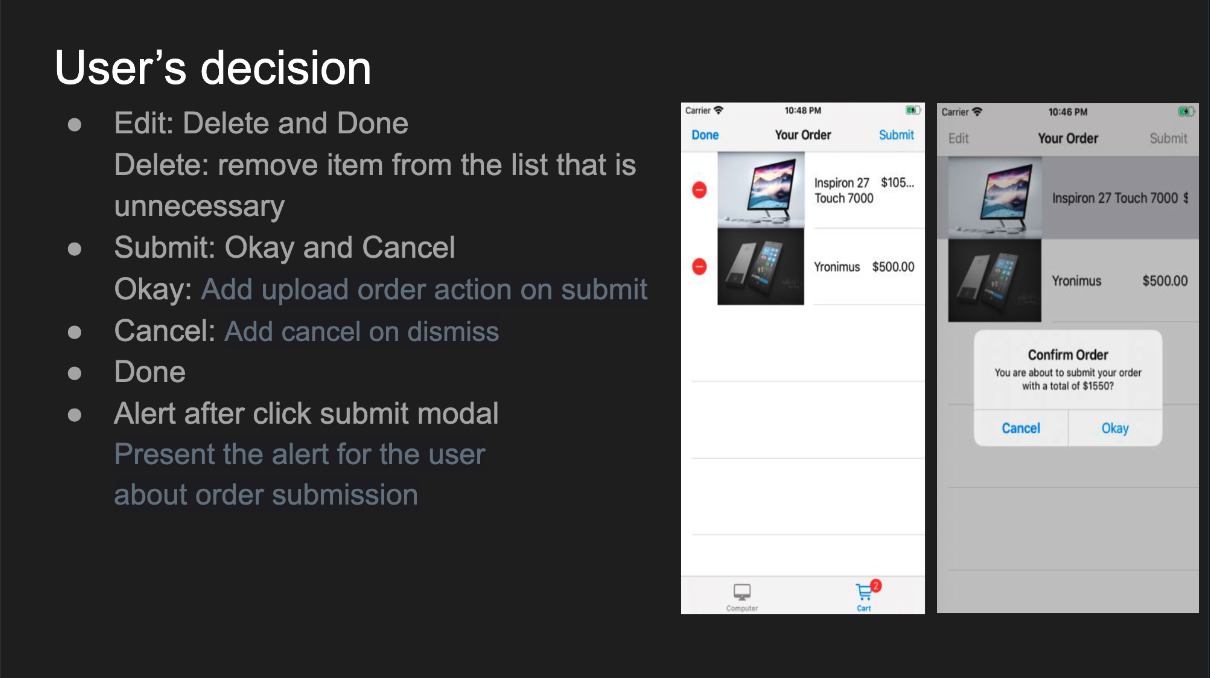 User's decision
● Edit: Delete and Done
Delete: remove item from the list that is
unnecessary
● Submit: Okay and Cancel
Okay: Add upload order action on submit
● Cancel: Add cancel on dismiss
● Done
● Alert after click submit modal
Present the alert for the user
about order submission
Carrier 10:48 PM
Done Your Order Submit
Inspiron 27 $105...
Touch 7000
Yronimus $500.00
2
Computer Cart
Carrier 10:46 PM
Edit Your Order Submit
Inspiron 27 Touch 7000 $
Yronimus $500.00
Confirm Order
You are about to submit your order
with a total of $1550?
Cancel Okay